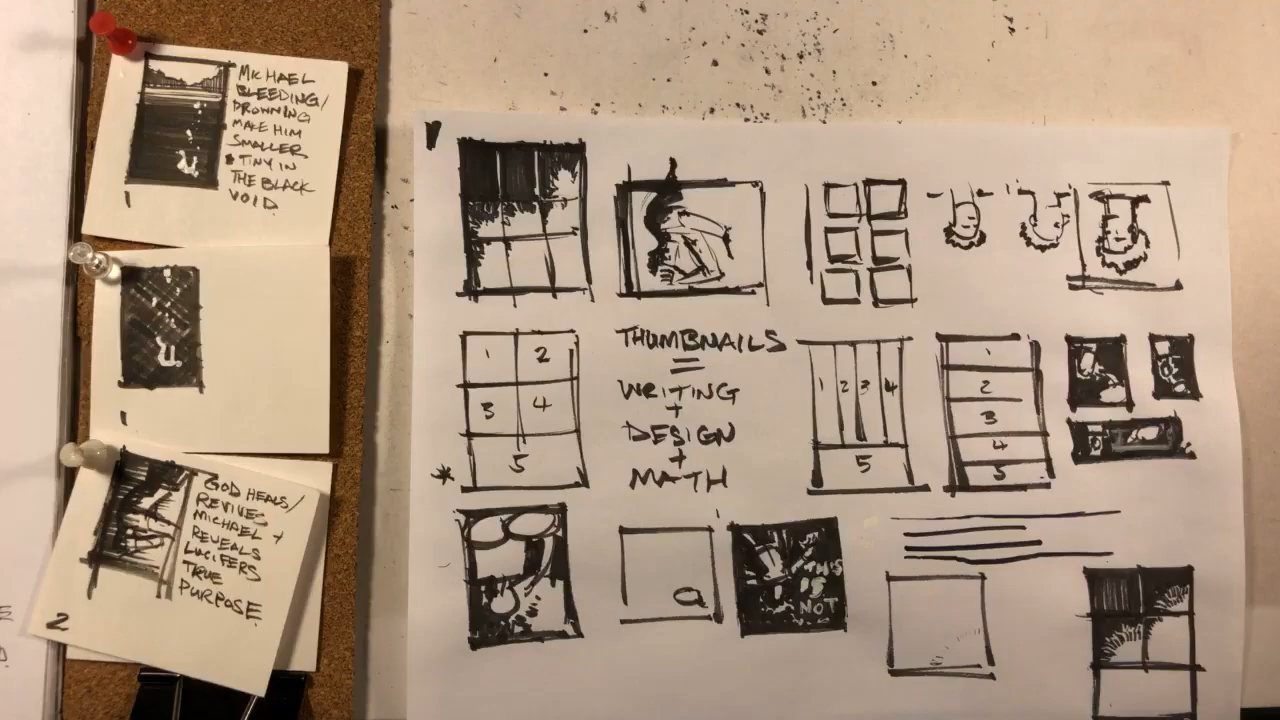 MICHAEL
BLEEDING/
DROWNING
MAKE HIM
SMALLER
TINY IN
THE BLACK
VOID.
1
1
GOD HEALS/
REVIVES
MICHAEL +
REVEALS
LUCIFERS
TRUE
PURPOSE
2
1
1 2
3 4
5
*
THUMBNAILS
=
WRITING
+
DESIGN
+
MATH
1 2 3 4
5
1
2
3
4
5
THIS
IS
NOT